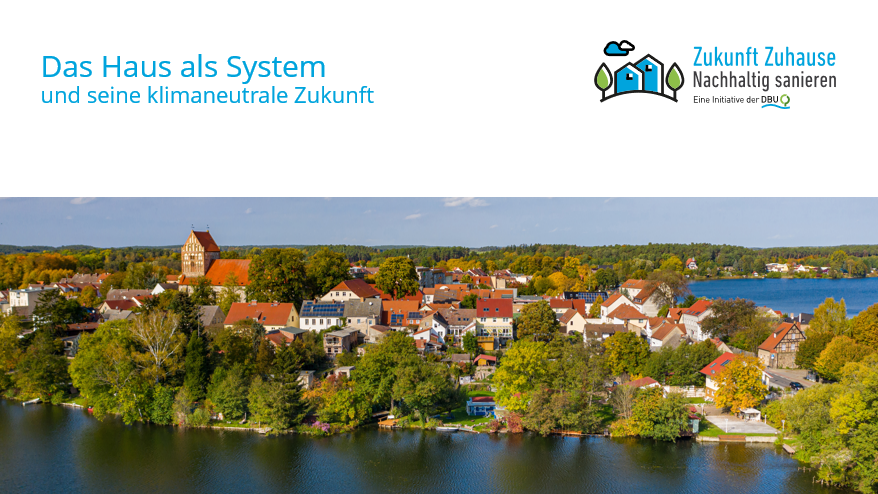 Das Haus als System
und seine klimaneutrale Zukunft
Zukunft Zuhause
Nachhaltig sanieren
Eine Initiative der DBU